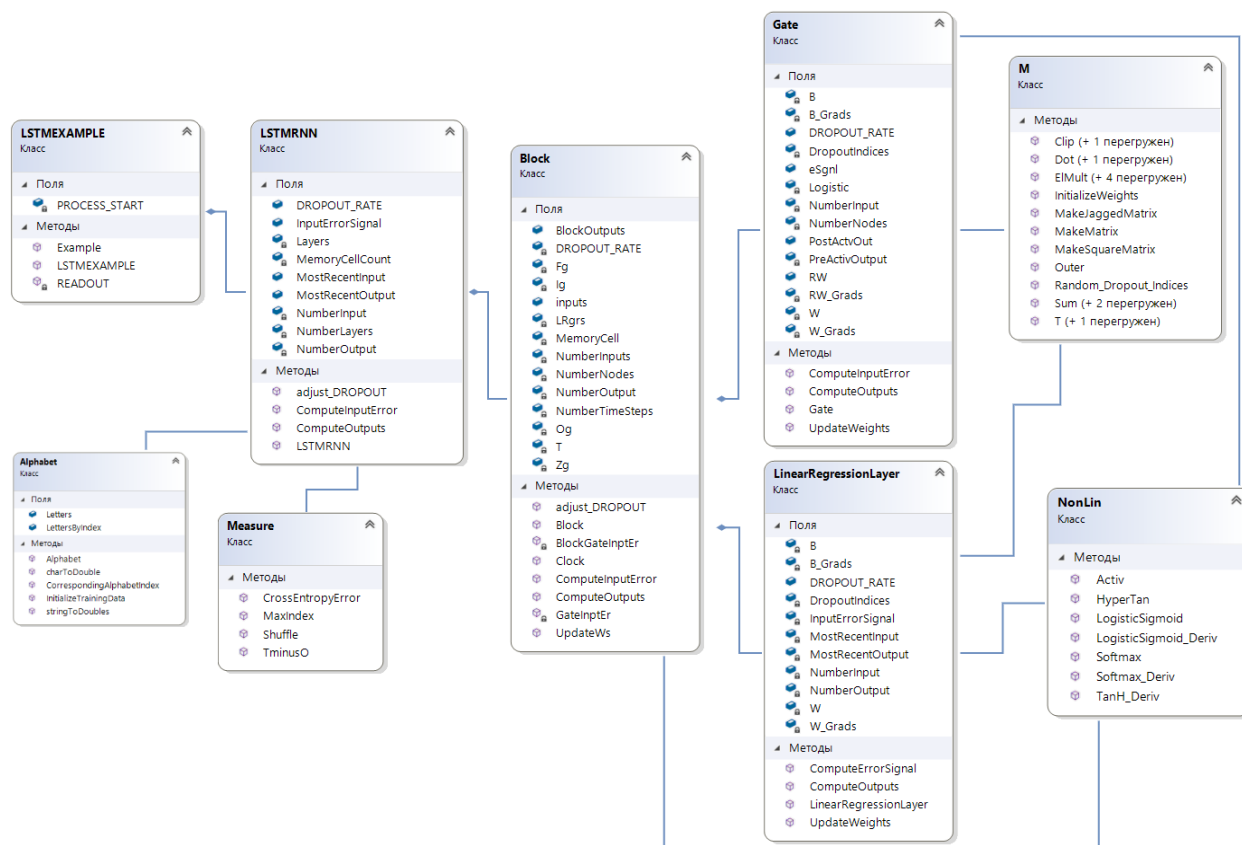 LSTMEXAMPLE
Класс
Поля
PROCESS_START
Методы
Example
LSTMEXAMPLE
READOUT
LSTMRNN
Класс
Поля
DROPOUT_RATE
InputErrorSignal
Layers
MemoryCellCount
MostRecentInput
MostRecentOutput
NumberInput
NumberLayers
NumberOutput
Методы
adjust_DROPOUT
ComputeInputError
ComputeOutputs
LSTMRNN
Alphabet
Класс
Поля
Letters
LettersByIndex
Методы
Alphabet
charToDouble
CorrespondingAlphabetIndex
InitializeTrainingData
stringToDoubles
Measure
Класс
Методы
CrossEntropyError
MaxIndex
Shuffle
TminusO
Block
Класс
Поля
BlockOutputs
DROPOUT_RATE
Fg
Ig
inputs
LRgrs
MemoryCell
NumberInputs
NumberNodes
NumberOutput
NumberTimeSteps
Og
T
Zg
Методы
adjust_DROPOUT
Block
BlockGateInptEr
Clock
ComputeInputError
ComputeOutputs
GateInptEr
UpdateWs
Gate
Класс
Поля
B
B_Grads
DROPOUT_RATE
DropoutIndices
eSgnl
Logistic
NumberInput
NumberNodes
PostActvOut
PreActivOutput
RW
RW_Grads
W
W_Grads
Методы
ComputeInputError
ComputeOutputs
Gate
UpdateWeights
LinearRegressionLayer
Класс
Поля
B
B_Grads
DROPOUT_RATE
DropoutIndices
InputErrorSignal
MostRecentInput
MostRecentOutput
NumberInput
NumberOutput
W
W_Grads
Методы
ComputeErrorSignal
ComputeOutputs
LinearRegressionLayer
UpdateWeights
M
Класс
Методы
Clip (+ 1 перегружен)
Dot (+ 1 перегружен)
ElMult (+ 4 перегружен)
InitializeWeights
MakeJaggedMatrix
MakeMatrix
MakeSquareMatrix
Outer
Random_Dropout_Indices
Sum (+ 2 перегружен)
T (+ 1 перегружен)
NonLin
Класс
Методы
Activ
HyperTan
LogisticSigmoid
LogisticSigmoid_Deriv
Softmax
Softmax_Deriv
TanH_Deriv